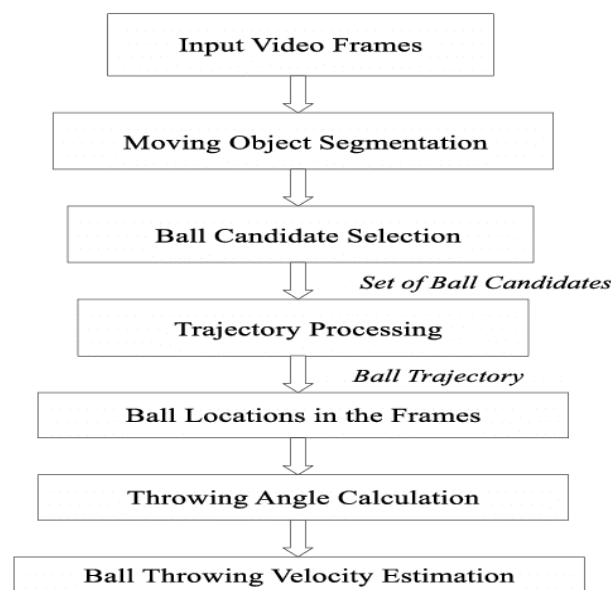 Input Video Frames
Moving Object Segmentation
Ball Candidate Selection
Set of Ball Candidates
Trajectory Processing
Ball Trajectory
Ball Locations in the Frames
Throwing Angle Calculation
Ball Throwing Velocity Estimation